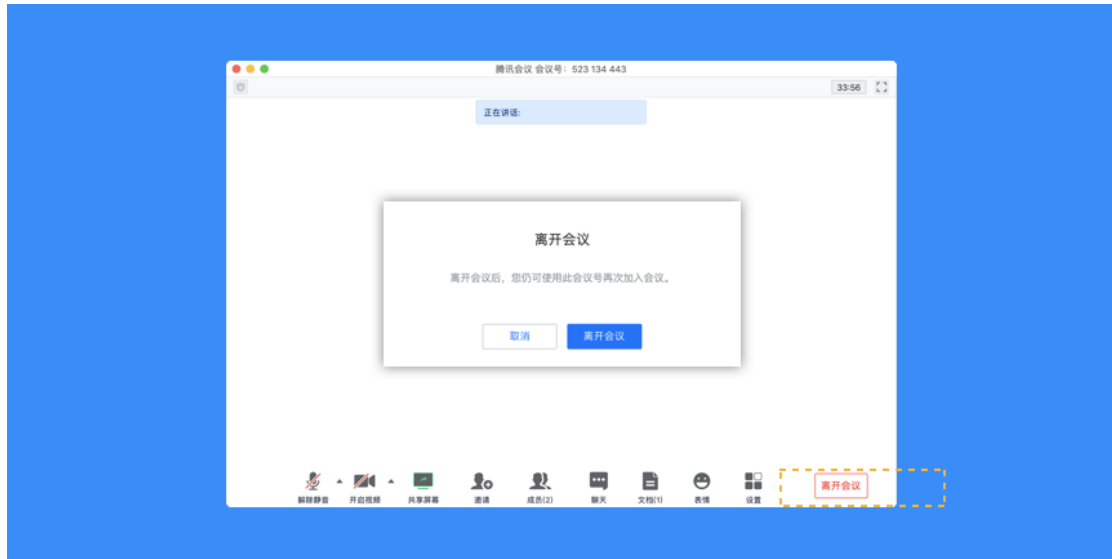 腾讯会议 会议号：523 134 443
33:56
正在讲话:
离开会议
离开会议后，您仍可使用此会议号再次加入会议。
取消 离开会议
解除静音 开启视频 共享屏幕 邀请 成员(2) 聊天 文档(1) 表情 设置 离开会议